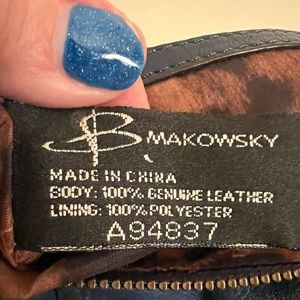 B MAKOWSKY
MADE IN CHINA
BODY: 100% GENUINE LEATHER
LINING: 100% POLYESTER
A94837